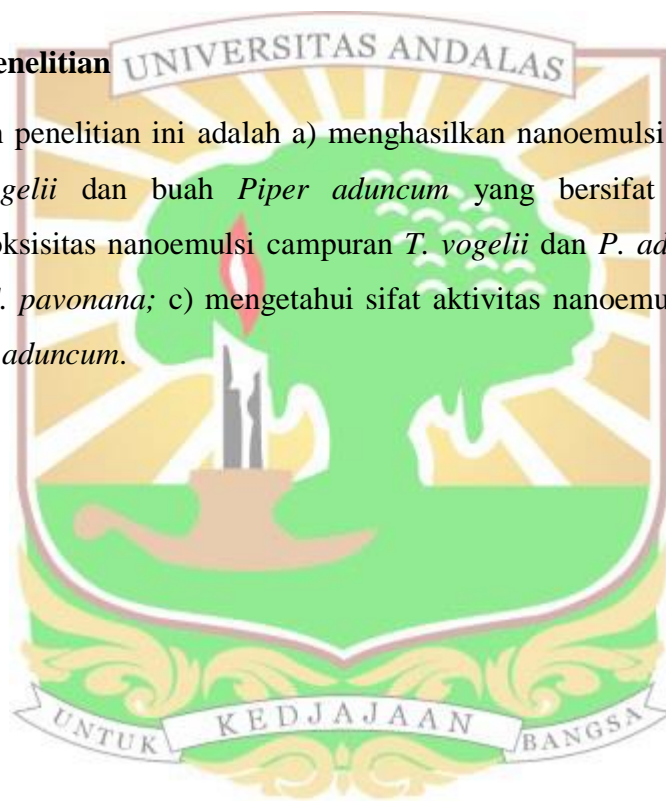 enelitian
UNIVERSITAS ANDALAS
n penelitian ini adalah a) menghasilkan nanoemulsi
gelii dan buah Piper aduncum yang bersifat
oksisitas nanoemulsi campuran T. vogelii dan P. ad
. pavonana; c) mengetahui sifat aktivitas nanoemu
aduncum.
UNTUK KEDJAJAAN BANGSA